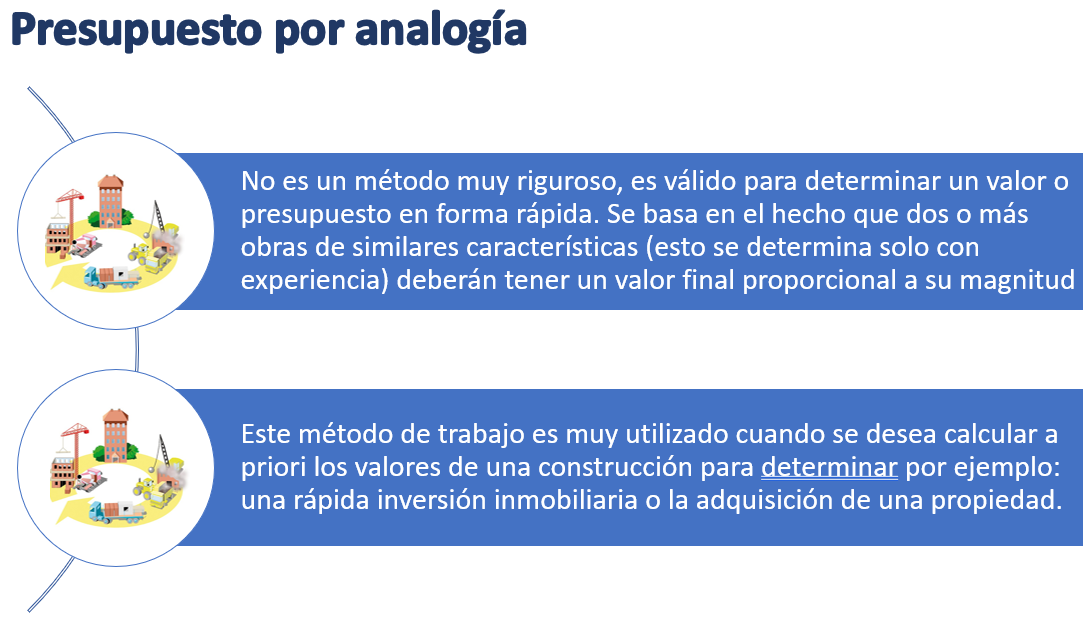 Presupuesto por analogía
No es un método muy riguroso, es válido para determinar un valor o
presupuesto en forma rápida. Se basa en el hecho que dos o más
obras de similares características (esto se determina solo con
experiencia) deberán tener un valor final proporcional a su magnitud
Este método de trabajo es muy utilizado cuando se desea calcular a
priori los valores de una construcción para determinar por ejemplo:
una rápida inversión inmobiliaria o la adquisición de una propiedad.